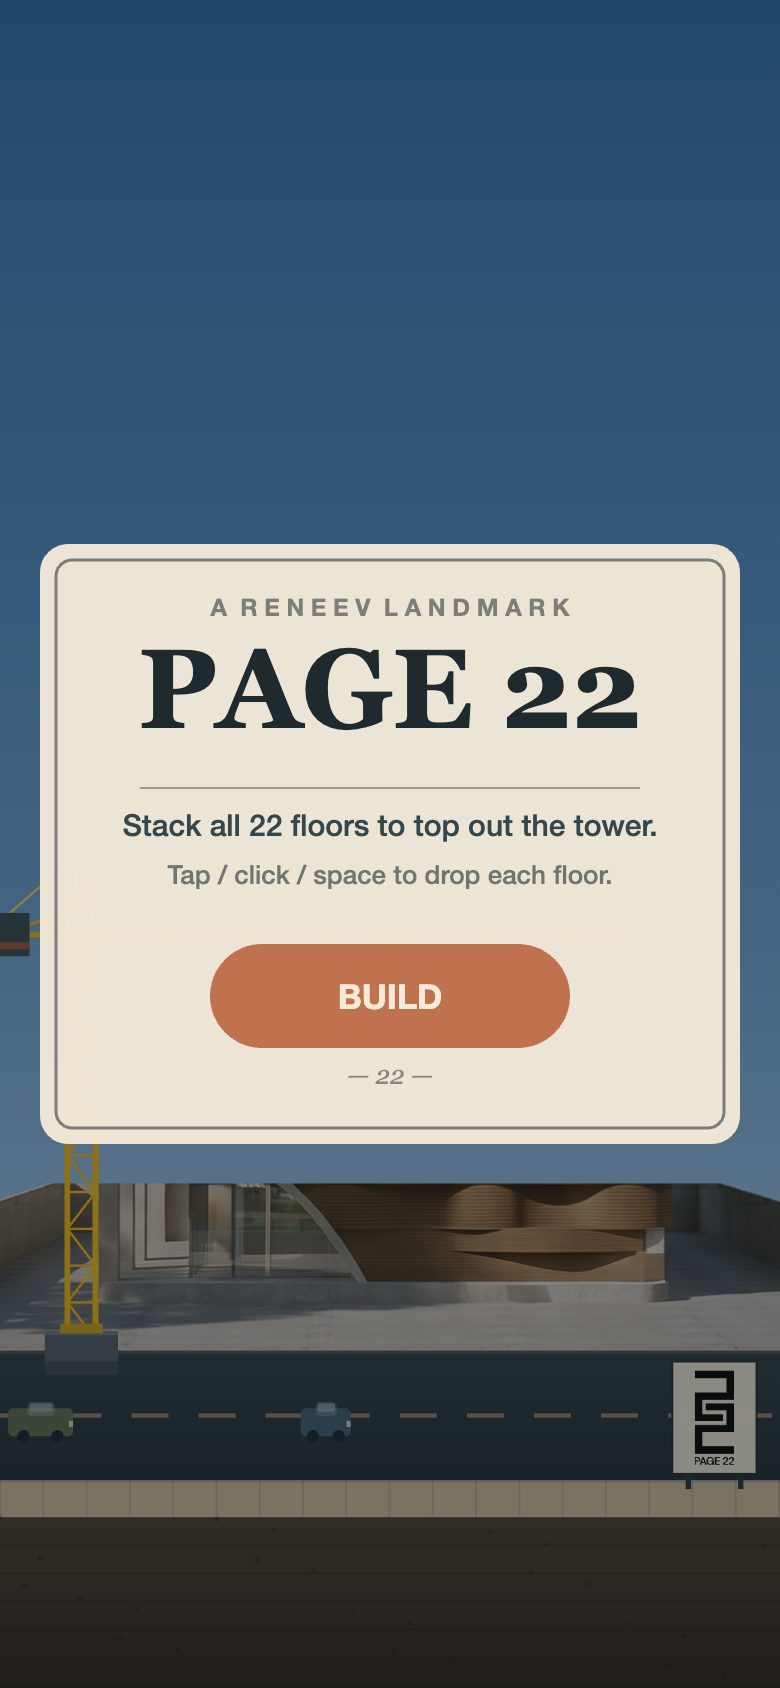 A RENEEV LANDMARK
PAGE 22
Stack all 22 floors to top out the tower.
Tap / click / space to drop each floor.
BUILD
— 22 —
PAGE 22